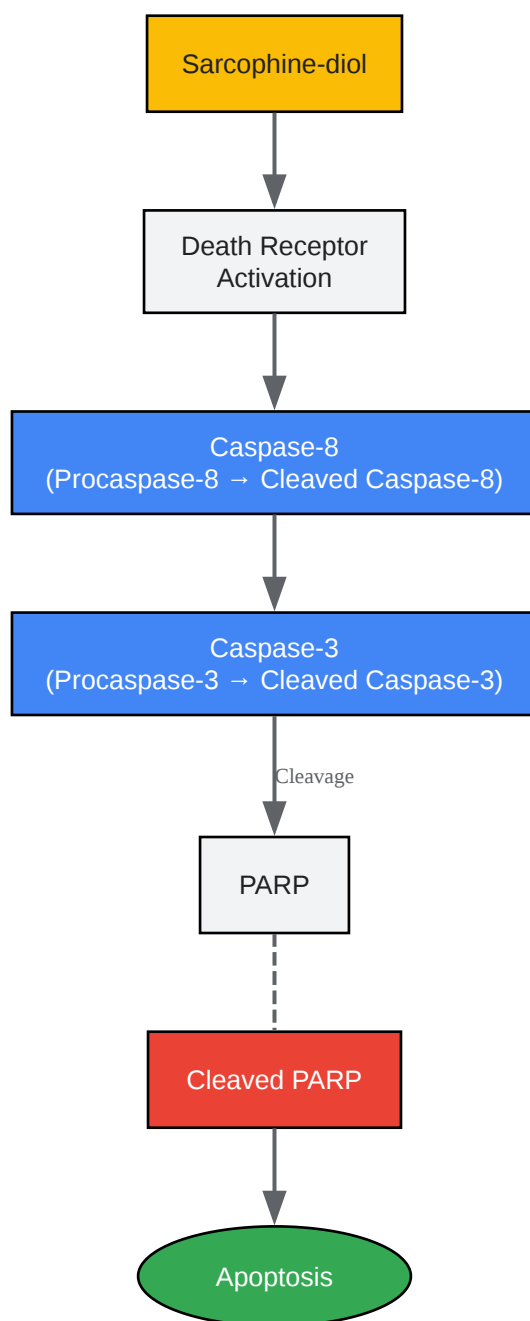 Sarcophine-diol
Death Receptor
Activation
Caspase-8
(Procaspase-8 → Cleaved Caspase-8)
Caspase-3
(Procaspase-3 → Cleaved Caspase-3)
Cleavage
PARP
Cleaved PARP
Apoptosis